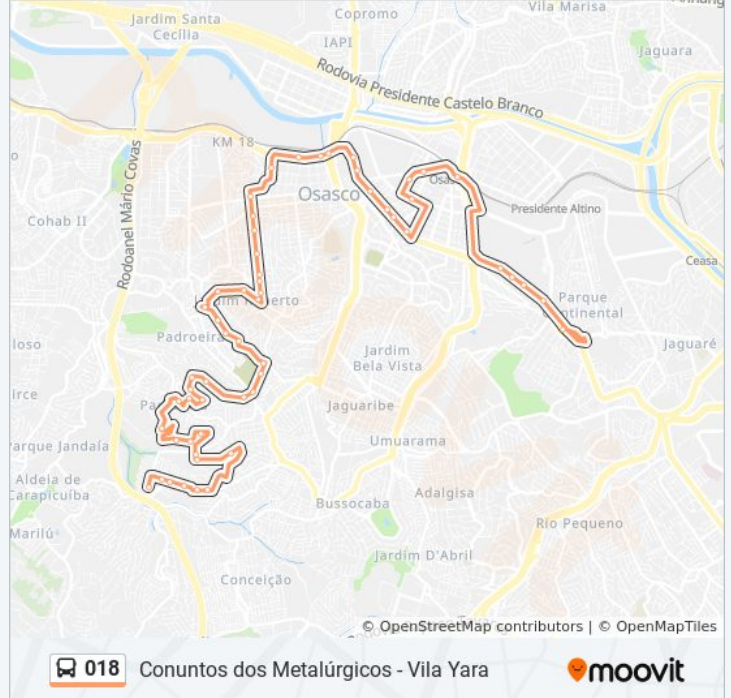 Jardim Santa
Cecília
Copromo
Vila Marisa
IAPI
Jaguara
Rodovia Presidente Castelo Branco
KM 18
Rodoanel Mário Covas
Osasco
Cohab II
Presidente Altino
Ceasa
Parque
Continental
Padroeira
Jaguaré
Jardim
Bela Vista
Jaguaribe
Umuarama
Parque Jandaía
Aldeia de
Carapicuíba
Adalgisa
Bussocaba
Rio Pequeno
Marilú
Jardim D'Abril
Conceição
© OpenStreetMap contributors | © OpenMapTiles
018 Conuntos dos Metalúrgicos - Vila Yara
moovit